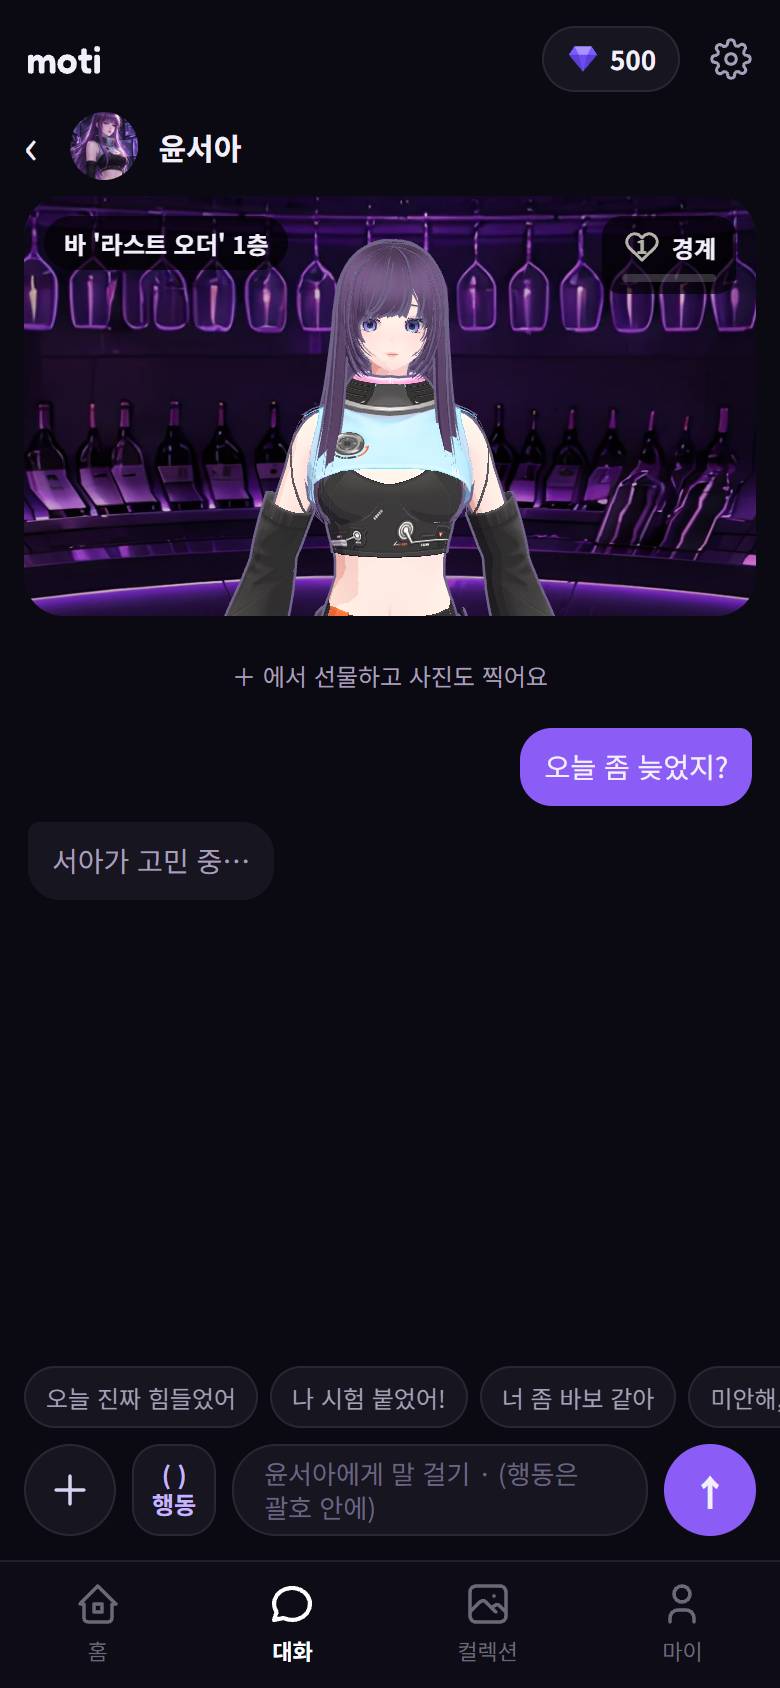 moti
500
윤서아
바 '라스트 오더' 1층
1 경계
+ 에서 선물하고 사진도 찍어요
오늘 좀 늦었지?
서아가 고민 중…
오늘 진짜 힘들었어
나 시험 붙었어!
너 좀 바보 같아
미안해,
( )
행동
윤서아에게 말 걸기 · (행동은
괄호 안에)
홈
대화
컬렉션
마이